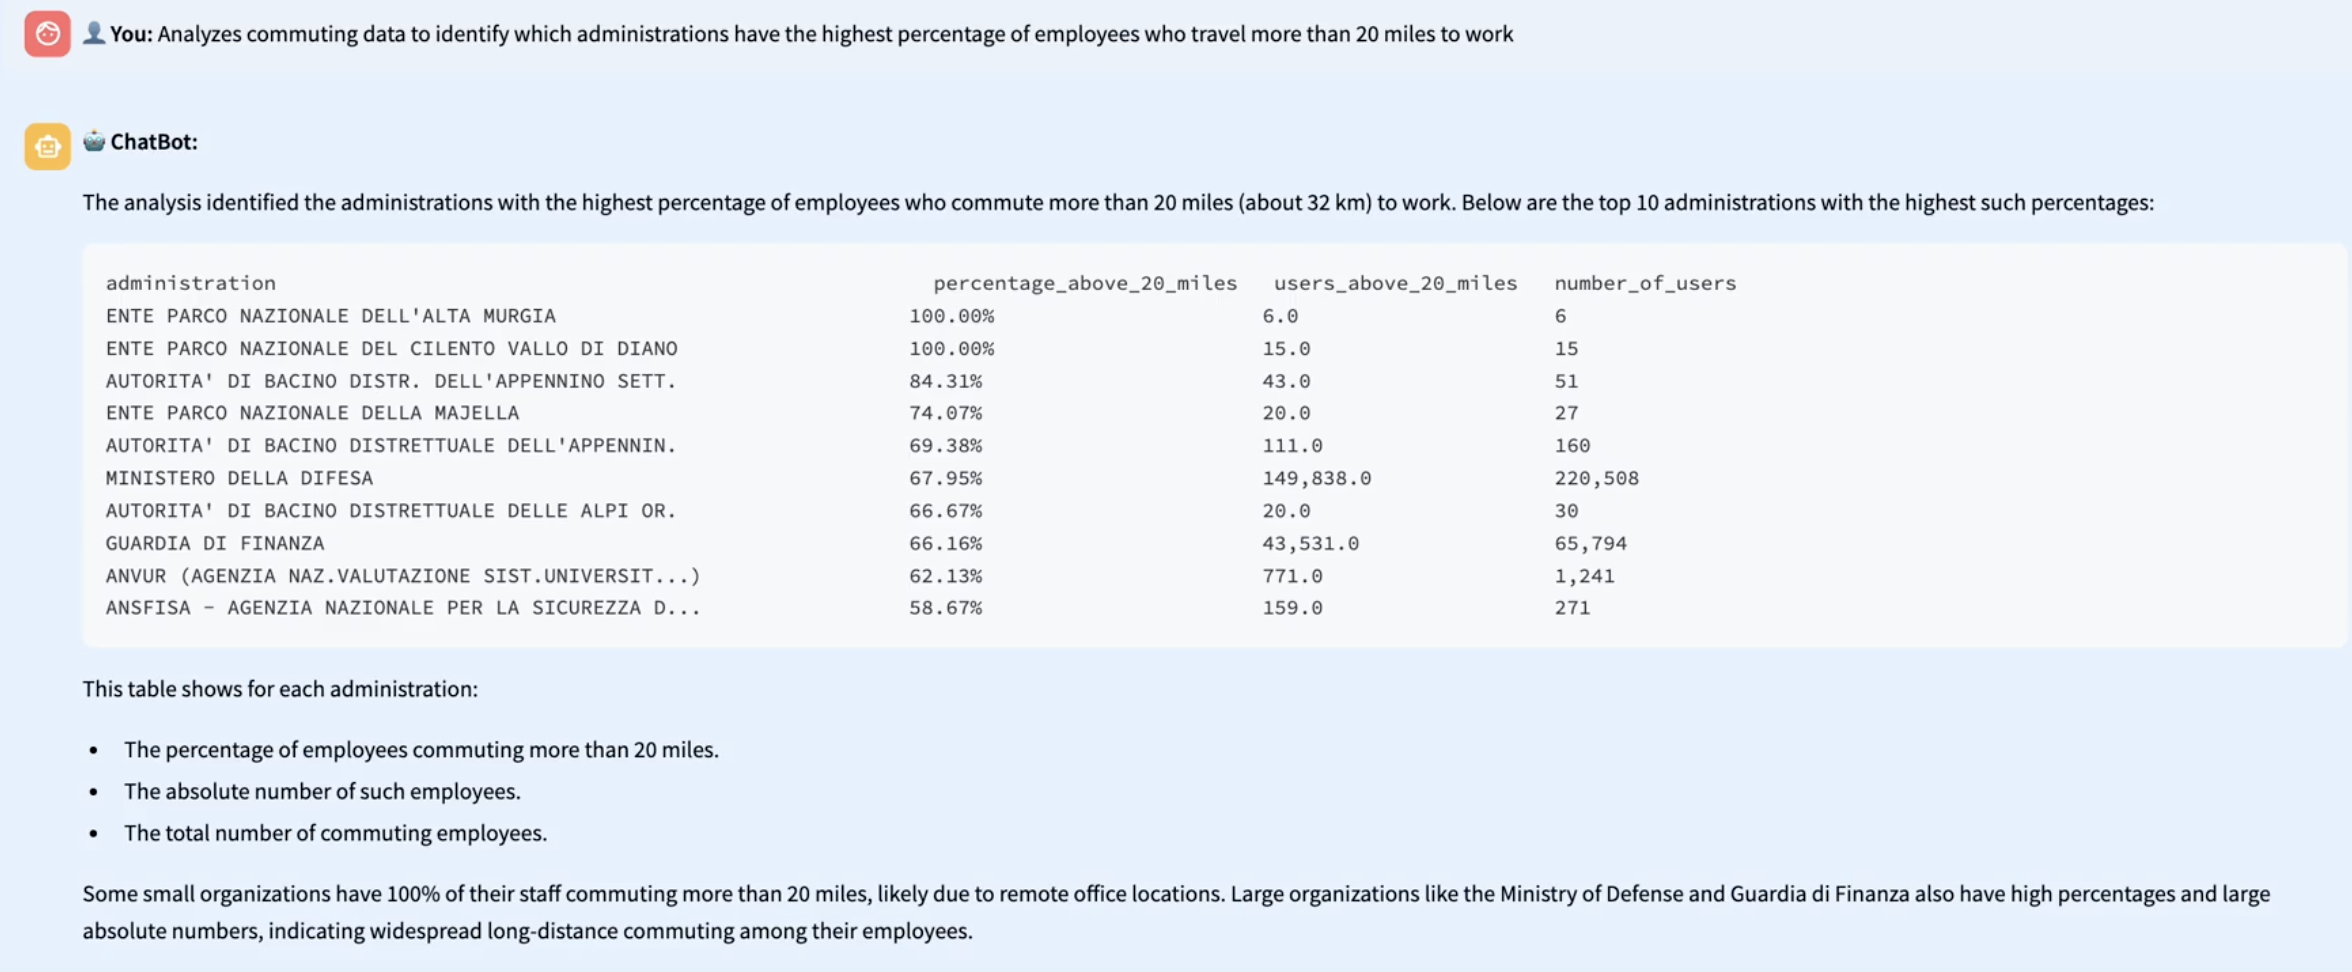 You: Analyzes commuting data to identify which administrations have the highest percentage of employees who travel more than 20 miles to work
ChatBot:
The analysis identified the administrations with the highest percentage of employees who commute more than 20 miles (about 32 km) to work. Below are the top 10 administrations with the highest such percentages:
administration percentage_above_20_miles users_above_20_miles number_of_users
ENTE PARCO NAZIONALE DELL'ALTA MURGIA 100.00% 6.0 6
ENTE PARCO NAZIONALE DEL CILENTO VALLO DI DIANO 100.00% 15.0 15
AUTORITA' DI BACINO DISTR. DELL'APPENNINO SETT. 84.31% 43.0 51
ENTE PARCO NAZIONALE DELLA MAJELLA 74.07% 20.0 27
AUTORITA' DI BACINO DISTRETTUALE DELL'APPENNIN. 69.38% 111.0 160
MINISTERO DELLA DIFESA 67.95% 149,838.0 220,508
AUTORITA' DI BACINO DISTRETTUALE DELLE ALPI OR. 66.67% 20.0 30
GUARDIA DI FINANZA 66.16% 43,531.0 65,794
ANVUR (AGENZIA NAZ.VALUTAZIONE SIST.UNIVERSIT...) 62.13% 771.0 1,241
ANSFISA - AGENZIA NAZIONALE PER LA SICUREZZA D... 58.67% 159.0 271
This table shows for each administration:
• The percentage of employees commuting more than 20 miles.
• The absolute number of such employees.
• The total number of commuting employees.
Some small organizations have 100% of their staff commuting more than 20 miles, likely due to remote office locations. Large organizations like the Ministry of Defense and Guardia di Finanza also have high percentages and large
absolute numbers, indicating widespread long-distance commuting among their employees.